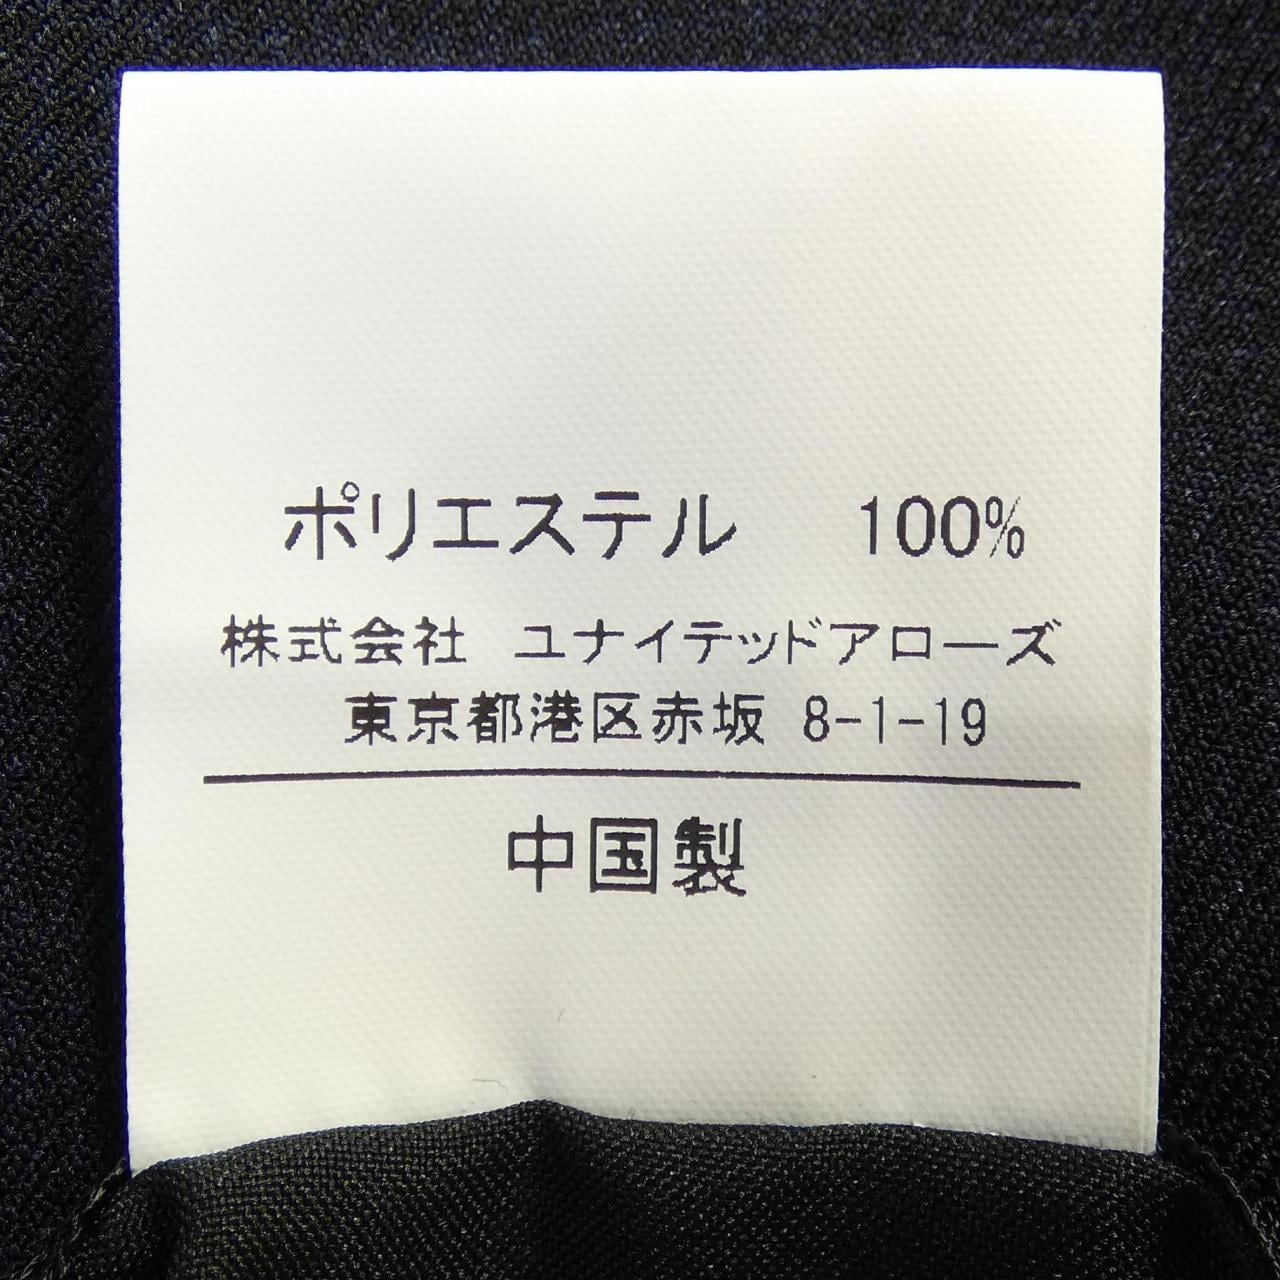 ポリエステル 100%
株式会社 ユナイテッドアローズ
東京都港区赤坂 8-1-19
中国製